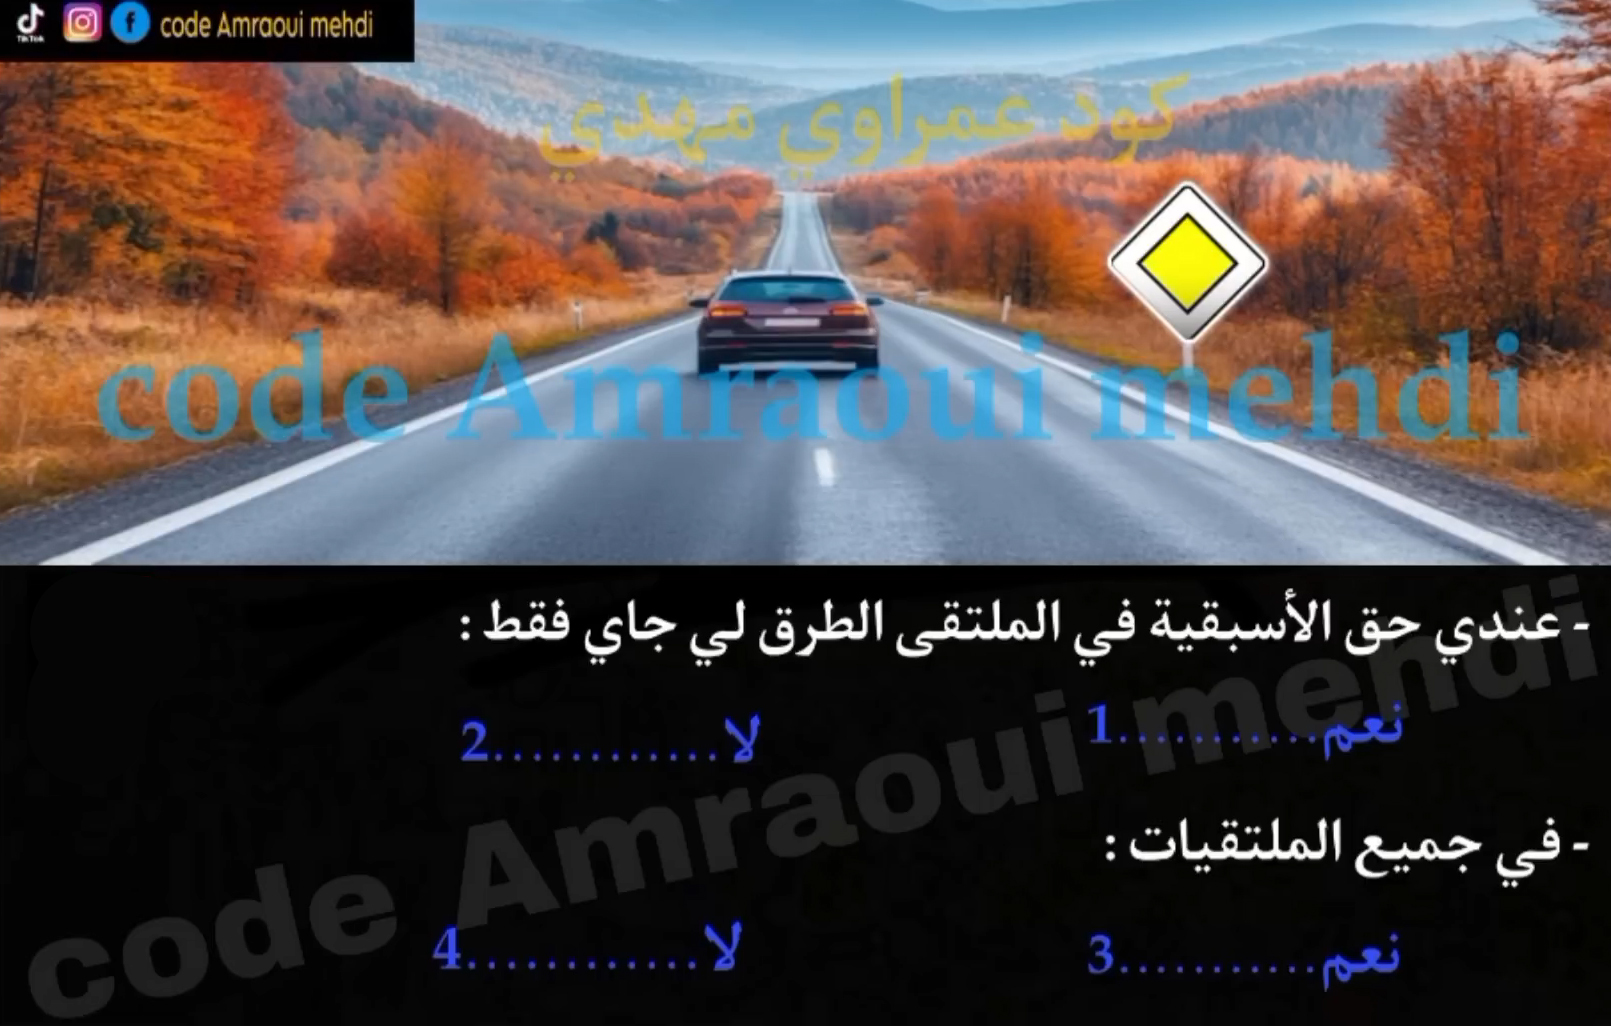 TikTok
code Amraoui mehdi
كود عمراوي مهدي
code Amraoui mehdi
- عندي حق الأسبقية في الملتقى الطرق لي جاي فقط :
نعم...........1 لا............2
- في جميع الملتقيات :
نعم...........3 لا............4
code Amraoui mehdi